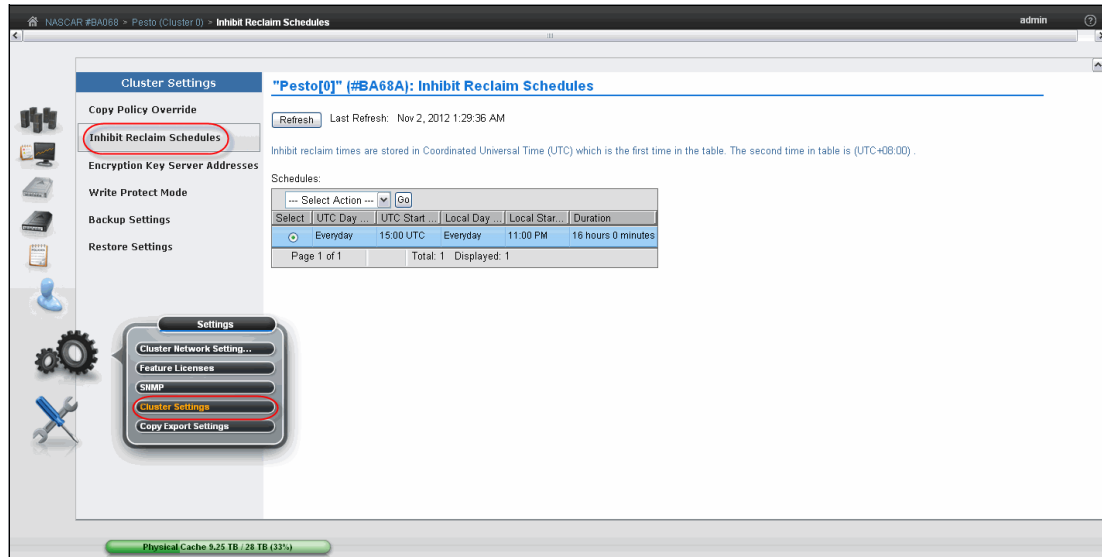 NASCAR #BA068 > Pesto (Cluster 0) > Inhibit Reclaim Schedules
admin
?
Cluster Settings
Copy Policy Override
Inhibit Reclaim Schedules
Encryption Key Server Addresses
Write Protect Mode
Backup Settings
Restore Settings
"Pesto[0]" (#BA68A): Inhibit Reclaim Schedules
Refresh Last Refresh: Nov 2, 2012 1:29:36 AM
Inhibit reclaim times are stored in Coordinated Universal Time (UTC) which is the first time in the table. The second time in table is (UTC+08:00) .
Schedules:
--- Select Action --- Go
Select UTC Day ... UTC Start ... Local Day ... Local Star... Duration
Everyday 15:00 UTC Everyday 11:00 PM 16 hours 0 minutes
Page 1 of 1 Total: 1 Displayed: 1
Settings
Cluster Network Setting...
Feature Licenses
SNMP
Cluster Settings
Copy Export Settings
Physical Cache 9.25 TB / 28 TB (33%)